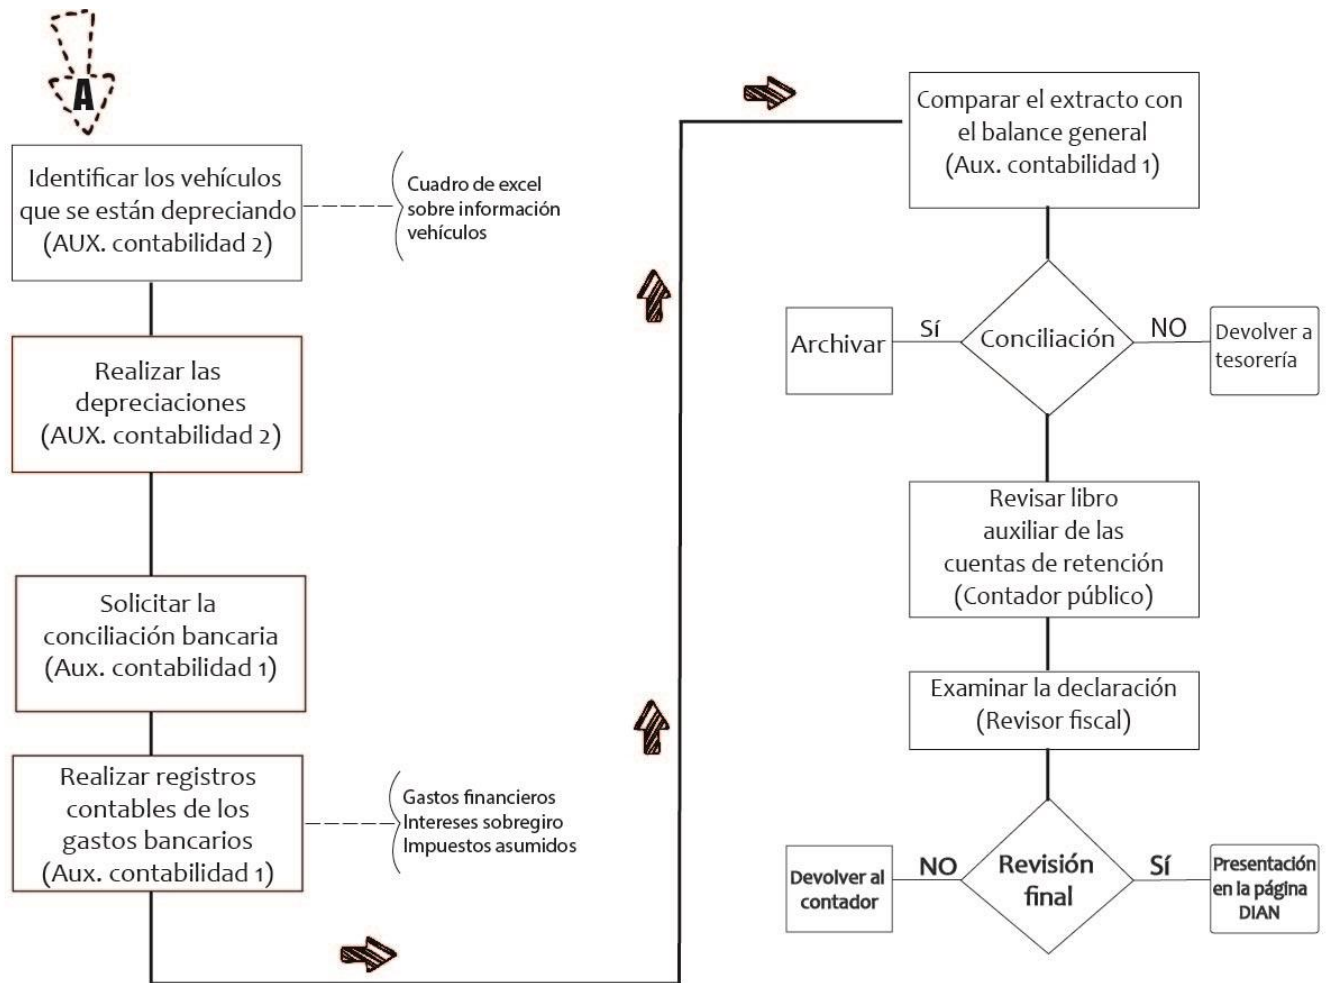 A
Identificar los vehículos
que se están depreciando
(AUX. contabilidad 2)
Cuadro de excel
sobre información
vehículos
Realizar las
depreciaciones
(AUX. contabilidad 2)
Solicitar la
conciliación bancaria
(Aux. contabilidad 1)
Realizar registros
contables de los
gastos bancarios
(Aux. contabilidad 1)
Gastos financieros
Intereses sobregiro
Impuestos asumidos
Comparar el extracto con
el balance general
(Aux. contabilidad 1)
Archivar
Sí
Conciliación
NO
Devolver a
tesorería
Revisar libro
auxiliar de las
cuentas de retención
(Contador público)
Examinar la declaración
(Revisor fiscal)
Devolver al
contador
NO
Revisión
final
Sí
Presentación
en la página
DIAN